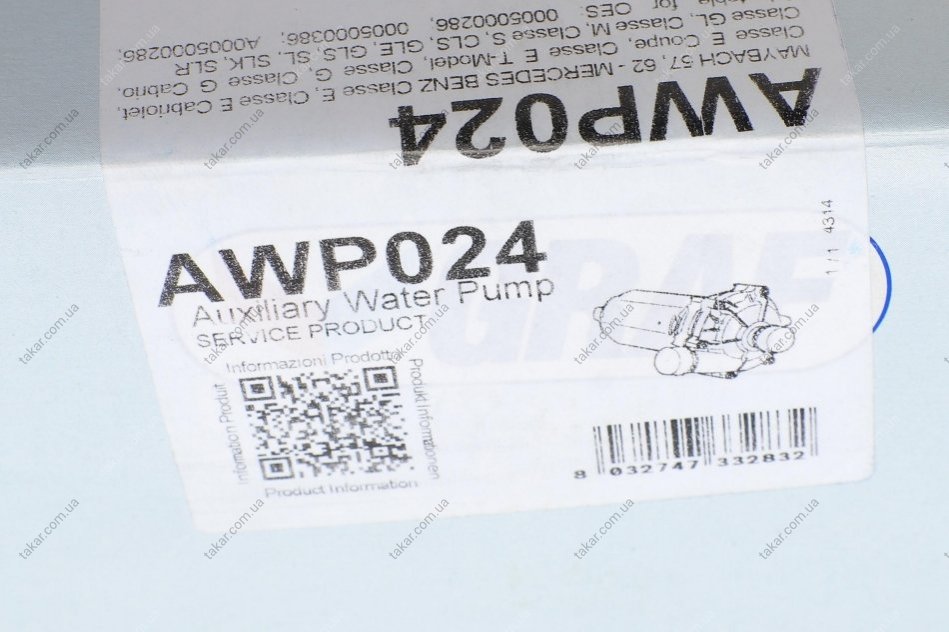 AWP024
MAYBACH 57, 62 - MERCEDES BENZ Classe E, Classe E Cabriolet,
Classe E Coupe, Classe E T-Model, Classe G, Classe G Cabrio,
Classe GL, Classe M, Classe S, CLS, GLE, GLS, SL, SLK, SLR
for OES: 0005000286, 0005000386, A0005000286,
AWP024
Auxiliary Water Pump
SERVICE PRODUCT
Informazioni Prodotto
Information Produit
Produkt Informationen
Product Information
GRAF
1 / 1 4314
8 032747 332832
takar.com.ua